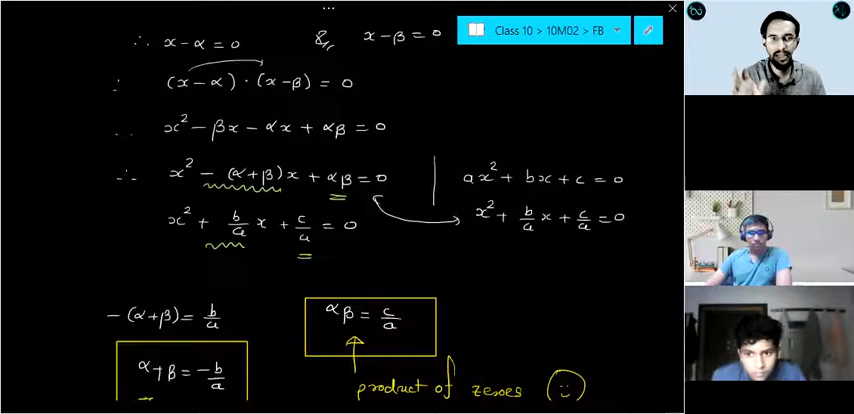 ...
∴ x-α=0 & x-β=0
Class 10 > 10M02 > FB
∴ (x-α)·(x-β)=0
∴ x²-βx-αx+αβ=0
∴ x²-(α+β)x+αβ=0
x²+b/a x+c/a=0
ax²+bx+c=0
x²+b/a x+c/a=0
-(α+β)=b/a
α+β=-b/a
αβ=c/a
product of zeroes